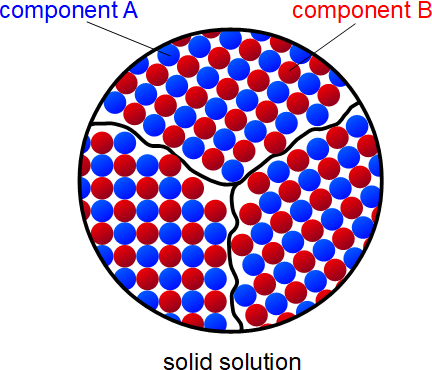 component A
component B
solid solution